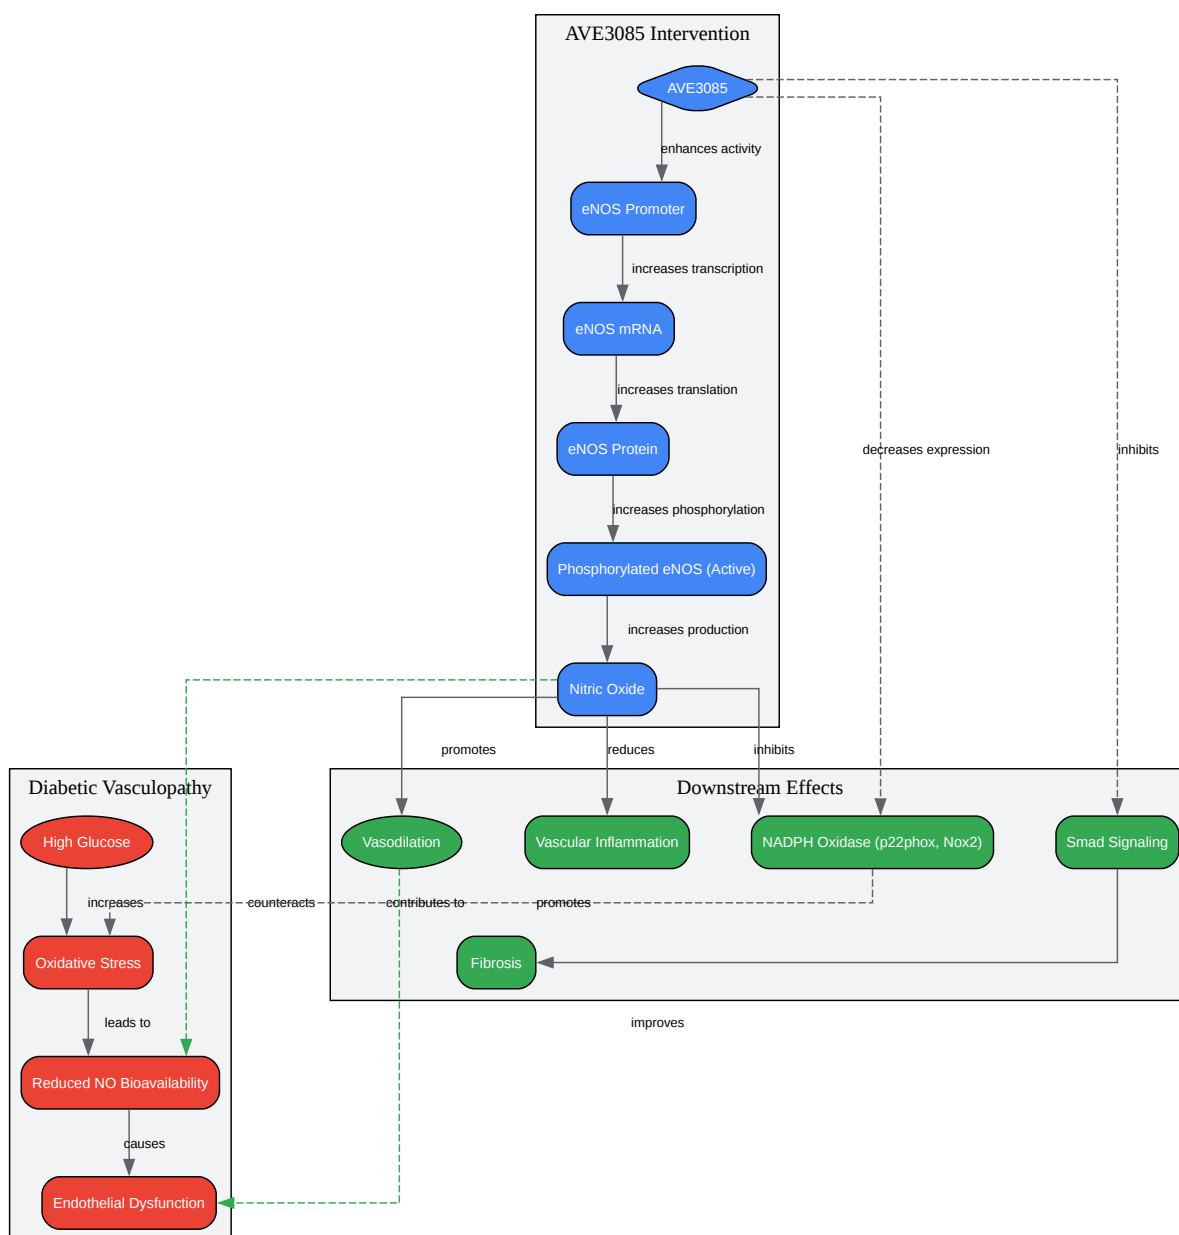 AVE3085 Intervention
AVE3085
enhances activity
eNOS Promoter
increases transcription
eNOS mRNA
increases translation
eNOS Protein
decreases expression
inhibits
increases phosphorylation
Phosphorylated eNOS (Active)
increases production
Nitric Oxide
promotes
reduces
inhibits
Diabetic Vasculopathy
Downstream Effects
High Glucose
Vasodilation
Vascular Inflammation
NADPH Oxidase (p22phox, Nox2)
Smad Signaling
increases
counteracts
contributes to
promotes
Oxidative Stress
Fibrosis
leads to
improves
Reduced NO Bioavailability
causes
Endothelial Dysfunction